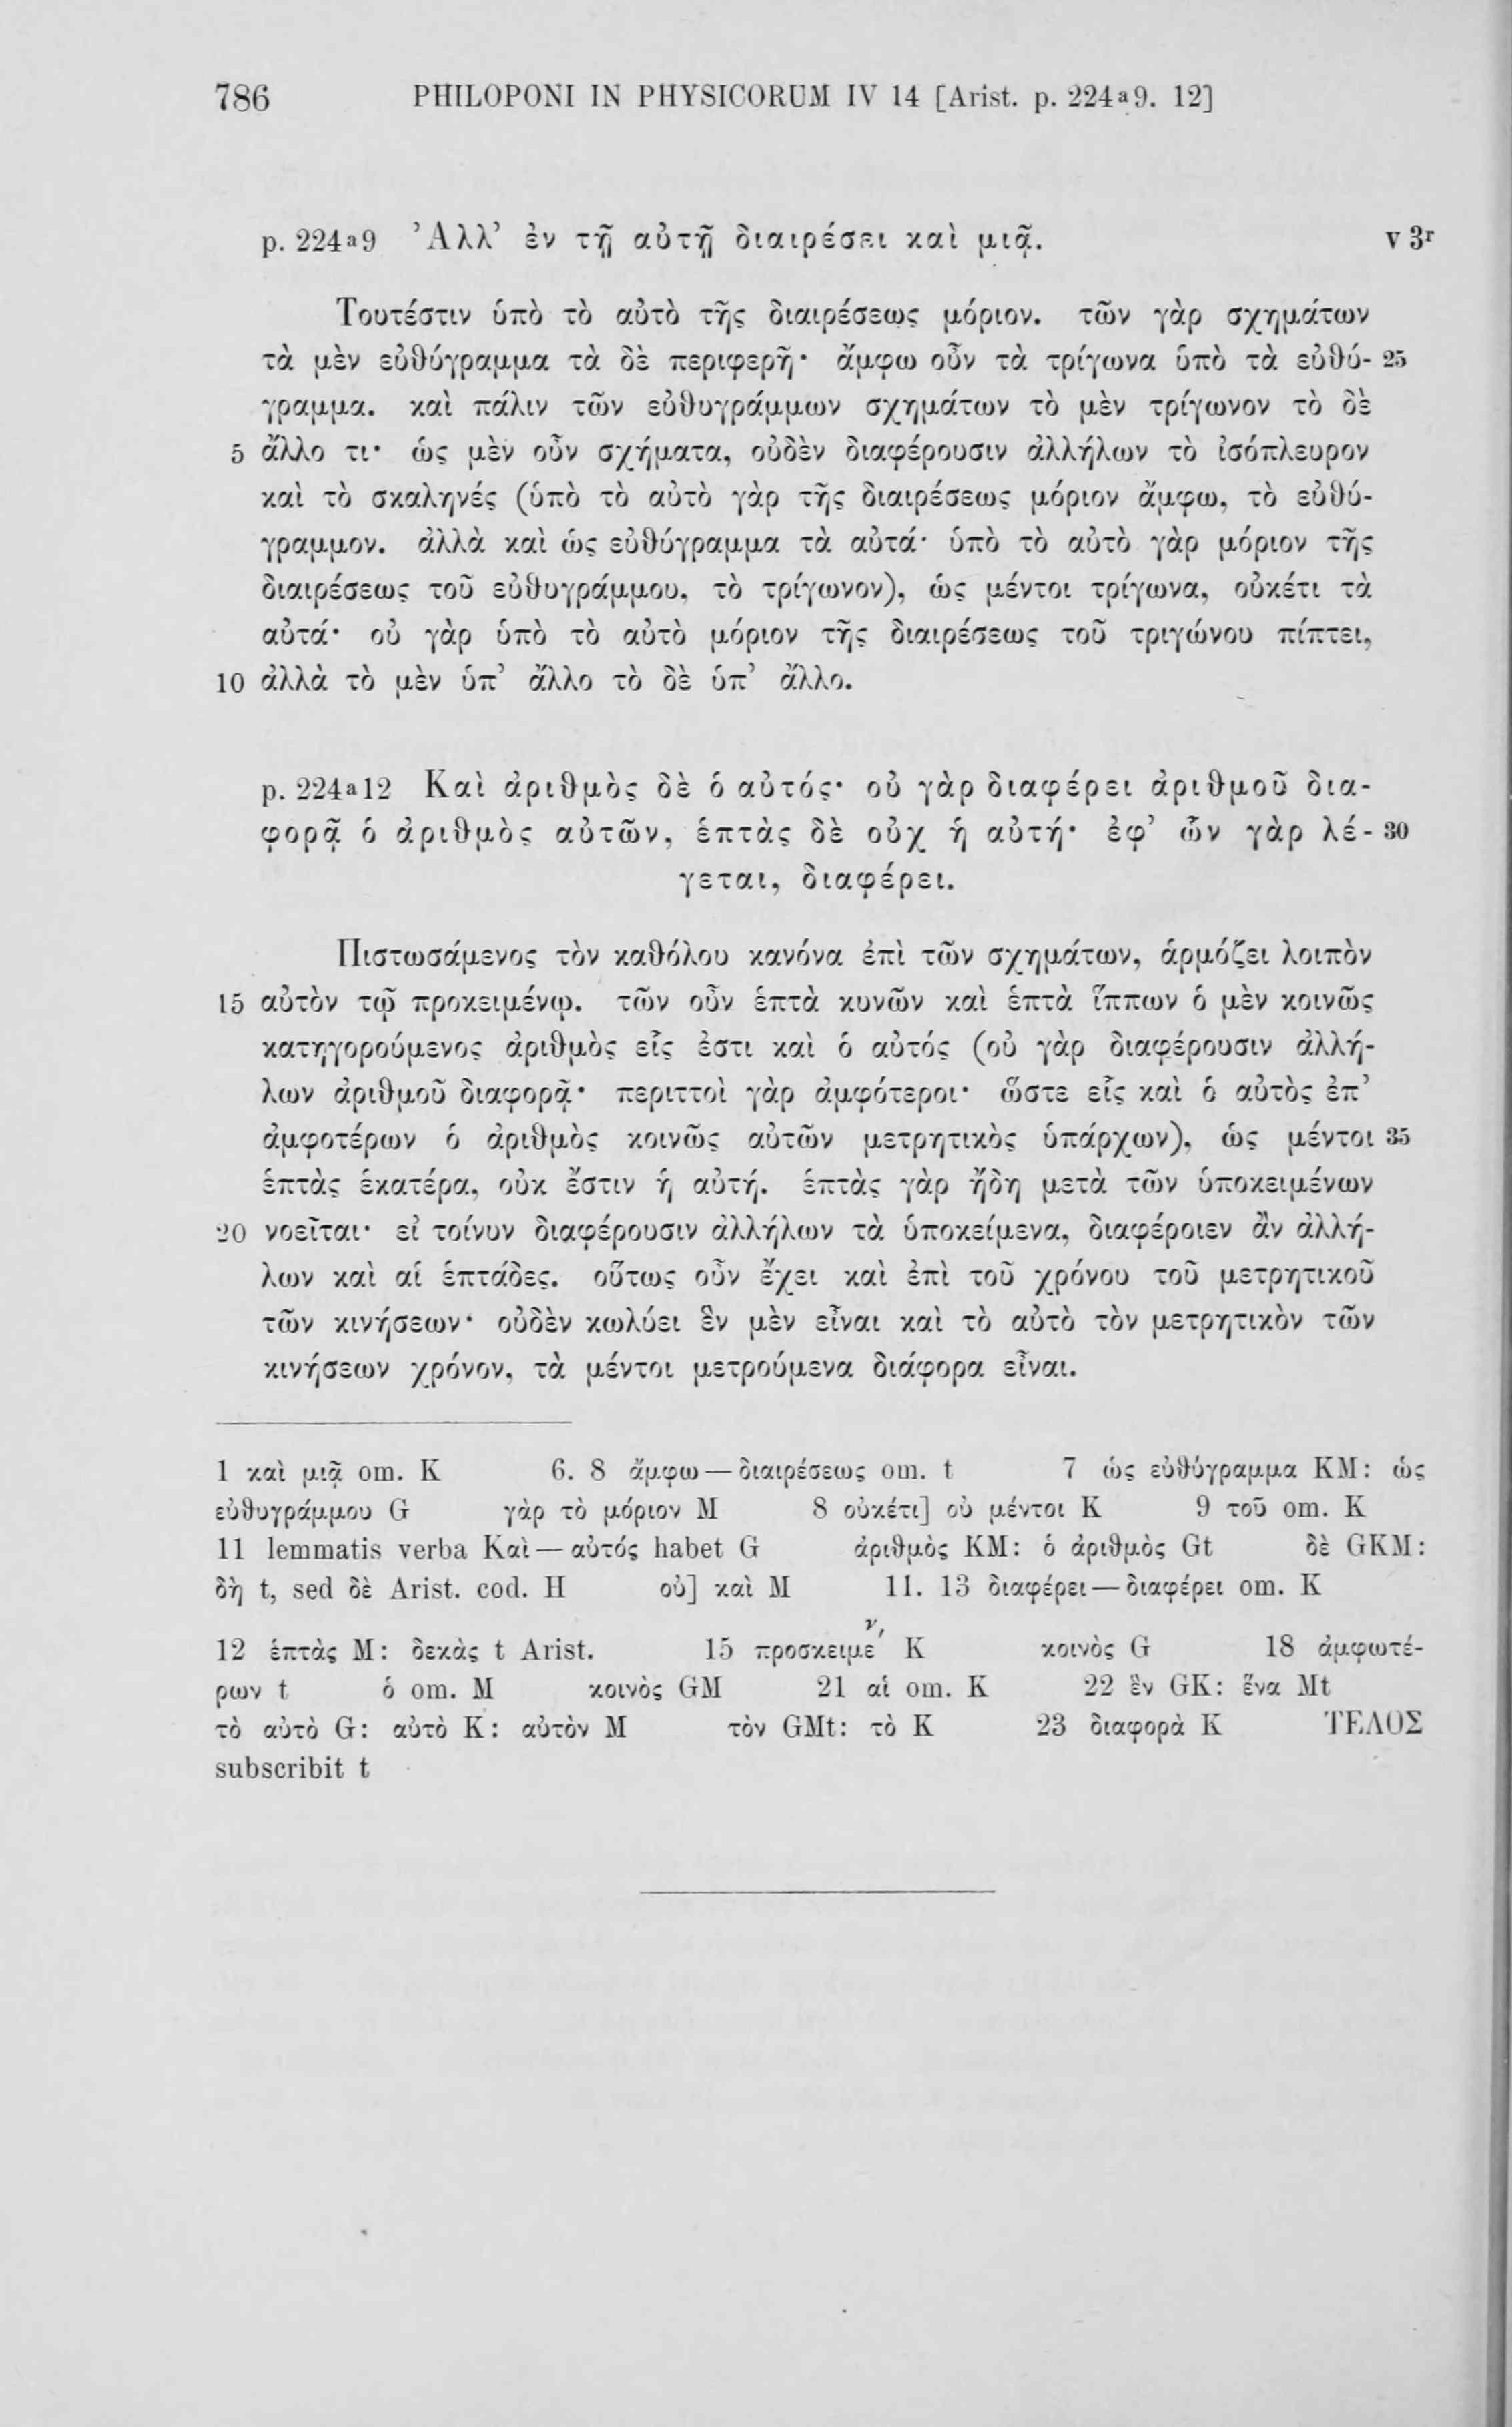 786 PHILOPONI IN PHYSICORUM IV 14 [Arist. p. 224a9. 12]
p. 224a9 Ἀλλ’ ἐν τῇ αὐτῇ διαιρέσει καὶ μιᾷ. v 3r
Τουτέστιν ὑπὸ τὸ αὐτὸ τῆς διαιρέσεως μόριον. τῶν γὰρ σχημάτων
τὰ μὲν εὐθύγραμμα τὰ δὲ περιφερῆ· ἄμφω οὖν τὰ τρίγωνα ὑπὸ τὰ εὐθύ- 25
γραμμα. καὶ πάλιν τῶν εὐθυγράμμων σχημάτων τὸ μὲν τρίγωνον τὸ δὲ
5 ἄλλο τι· ὡς μὲν οὖν σχήματα, οὐδὲν διαφέρουσιν ἀλλήλων τὸ ἰσόπλευρον
καὶ τὸ σκαληνές (ὑπὸ τὸ αὐτὸ γὰρ τῆς διαιρέσεως μόριον ἄμφω, τὸ εὐθύ-
γραμμον. ἀλλὰ καὶ ὡς εὐθύγραμμα τὰ αὐτά· ὑπὸ τὸ αὐτὸ γὰρ μόριον τῆς
διαιρέσεως τοῦ εὐθυγράμμου, τὸ τρίγωνον), ὡς μέντοι τρίγωνα, οὐκέτι τὰ
αὐτά· οὐ γὰρ ὑπὸ τὸ αὐτὸ μόριον τῆς διαιρέσεως τοῦ τριγώνου πίπτει,
10 ἀλλὰ τὸ μὲν ὑπ’ ἄλλο τὸ δὲ ὑπ’ ἄλλο.
p. 224a12 Καὶ ἀριθμὸς δὲ ὁ αὐτός· οὐ γὰρ διαφέρει ἀριθμοῦ δια-
φορᾷ ὁ ἀριθμὸς αὐτῶν, ἑπτὰς δὲ οὐχ ἡ αὐτή· ἐφ’ ὧν γὰρ λέ- 30
γεται, διαφέρει.
Πιστωσάμενος τὸν καθόλου κανόνα ἐπὶ τῶν σχημάτων, ἁρμόζει λοιπὸν
15 αὐτὸν τῷ προκειμένῳ. τῶν οὖν ἑπτὰ κυνῶν καὶ ἑπτὰ ἵππων ὁ μὲν κοινῶς
κατηγορούμενος ἀριθμὸς εἷς ἐστι καὶ ὁ αὐτός (οὐ γὰρ διαφέρουσιν ἀλλή-
λων ἀριθμοῦ διαφορᾷ· περιττοὶ γὰρ ἀμφότεροι· ὥστε εἷς καὶ ὁ αὐτὸς ἐπ’
ἀμφοτέρων ὁ ἀριθμὸς κοινῶς αὐτῶν μετρητικὸς ὑπάρχων), ὡς μέντοι 35
ἑπτὰς ἑκατέρα, οὐκ ἔστιν ἡ αὐτή. ἑπτὰς γὰρ ἤδη μετὰ τῶν ὑποκειμένων
20 νοεῖται· εἰ τοίνυν διαφέρουσιν ἀλλήλων τὰ ὑποκείμενα, διαφέροιεν ἂν ἀλλή-
λων καὶ αἱ ἑπτάδες. οὕτως οὖν ἔχει καὶ ἐπὶ τοῦ χρόνου τοῦ μετρητικοῦ
τῶν κινήσεων· οὐδὲν κωλύει ἓν μὲν εἶναι καὶ τὸ αὐτὸ τὸν μετρητικὸν τῶν
κινήσεων χρόνον, τὰ μέντοι μετρούμενα διάφορα εἶναι.
1 καὶ μιᾷ om. K 6. 8 ἄμφω — διαιρέσεως om. t 7 ὡς εὐθύγραμμα KM: ὡς
εὐθυγράμμου G γὰρ τὸ μόριον M 8 οὐκέτι] οὐ μέντοι K 9 τοῦ om. K
11 lemmatis verba Καὶ — αὐτός habet G ἀριθμὸς KM: ὁ ἀριθμὸς Gt δὲ GKM:
δὴ t, sed δὲ Arist. cod. H οὐ] καὶ M 11. 13 διαφέρει — διαφέρει om. K
12 ἑπτὰς M: δεκὰς t Arist. 15 προσκειμεν́ K κοινὸς G 18 ἀμφωτέ-
ρων t ὁ om. M κοινὸς GM 21 αἱ om. K 22 ἓν GK: ἕνα Mt
τὸ αὐτὸ G: αὐτὸ K: αὐτὸν M τὸν GMt: τὸ K 23 διαφορὰ K ΤΕΛΟΣ
subscribit t